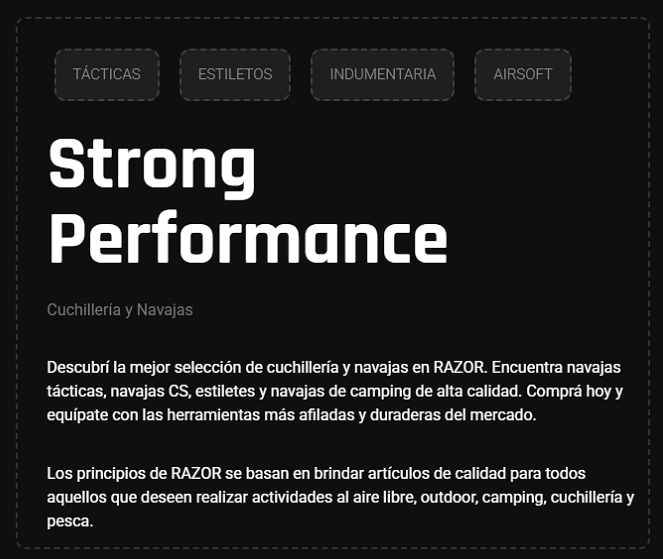 TÁCTICAS ESTILETOS INDUMENTARIA AIRSOFT
Strong
Performance
Cuchillería y Navajas
Descubrí la mejor selección de cuchillería y navajas en RAZOR. Encuentra navajas
tácticas, navajas CS, estiletes y navajas de camping de alta calidad. Comprá hoy y
equípate con las herramientas más afiladas y duraderas del mercado.
Los principios de RAZOR se basan en brindar artículos de calidad para todos
aquellos que deseen realizar actividades al aire libre, outdoor, camping, cuchillería y
pesca.